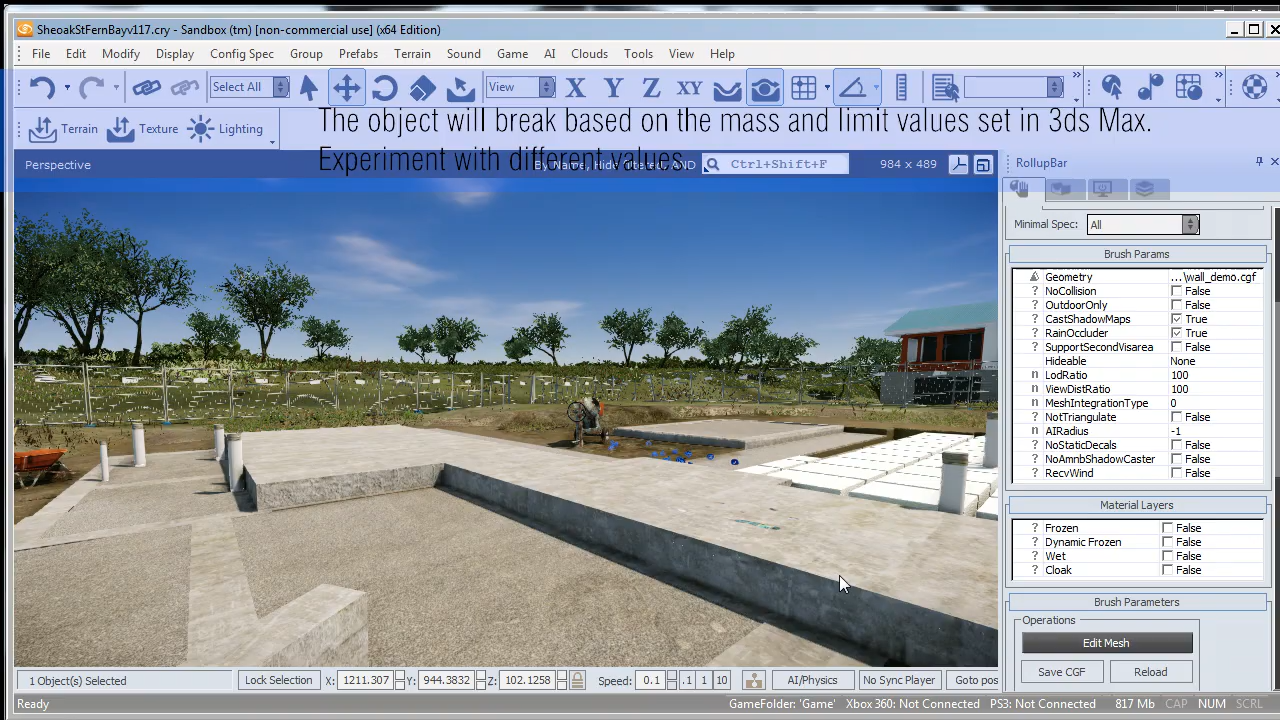 SheoakStFernBayv117.cry - Sandbox (tm) [non-commercial use] (x64 Edition)
File Edit Modify Display Config Spec Group Prefabs Terrain Sound Game AI Clouds Tools View Help
Select All View X Y Z XY
Terrain Texture Lighting
The object will break based on the mass and limit values set in 3ds Max.
Experiment with different values.
Perspective By Name, Hide filtered, AND Ctrl+Shift+F 984 x 489
RollupBar
Minimal Spec: All
Brush Params
Geometry ...\wall_demo.cgf
? NoCollision False
? OutdoorOnly False
? CastShadowMaps True
? RainOccluder True
? SupportSecondVisarea False
Hideable None
n LodRatio 100
n ViewDistRatio 100
n MeshIntegrationType 0
? NotTriangulate False
n AIRadius -1
? NoStaticDecals False
? NoAmnbShadowCaster False
? RecvWind False
Material Layers
? Frozen False
? Dynamic Frozen False
? Wet False
? Cloak False
Brush Parameters
Operations
Edit Mesh
Save CGF Reload
1 Object(s) Selected Lock Selection X: 1211.307 Y: 944.3832 Z: 102.1258 Speed: 0.1 .1 1 10 AI/Physics No Sync Player Goto pos
Ready GameFolder: 'Game' Xbox 360: Not Connected PS3: Not Connected 817 Mb CAP NUM SCRL